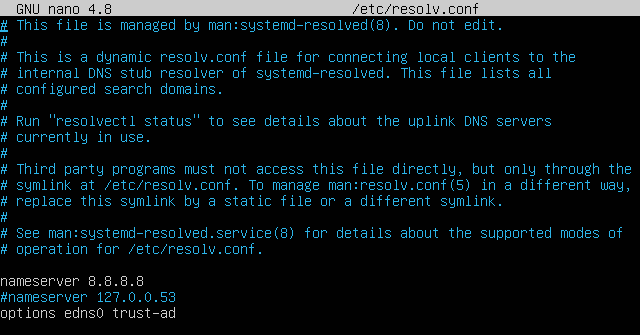 GNU nano 4.8 /etc/resolv.conf
# This file is managed by man:systemd-resolved(8). Do not edit.
#
# This is a dynamic resolv.conf file for connecting local clients to the
# internal DNS stub resolver of systemd-resolved. This file lists all
# configured search domains.
#
# Run "resolvectl status" to see details about the uplink DNS servers
# currently in use.
#
# Third party programs must not access this file directly, but only through the
# symlink at /etc/resolv.conf. To manage man:resolv.conf(5) in a different way,
# replace this symlink by a static file or a different symlink.
#
# See man:systemd-resolved.service(8) for details about the supported modes of
# operation for /etc/resolv.conf.

nameserver 8.8.8.8
#nameserver 127.0.0.53
options edns0 trust-ad